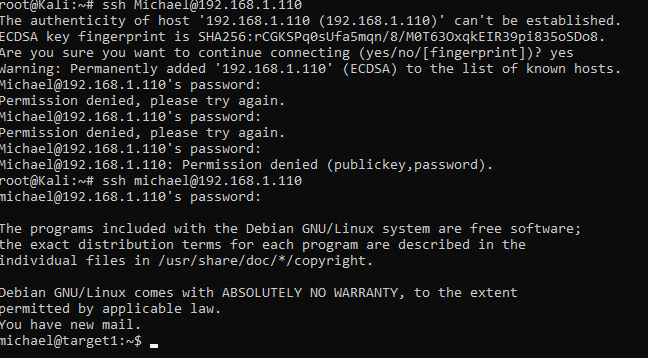 root@Kali:~# ssh Michael@192.168.1.110
The authenticity of host '192.168.1.110 (192.168.1.110)' can't be established.
ECDSA key fingerprint is SHA256:rCGKSPq0sUfa5mqn/8/M0T63OxqkEIR39pi835oSDo8.
Are you sure you want to continue connecting (yes/no/[fingerprint])? yes
Warning: Permanently added '192.168.1.110' (ECDSA) to the list of known hosts.
Michael@192.168.1.110's password:
Permission denied, please try again.
Michael@192.168.1.110's password:
Permission denied, please try again.
Michael@192.168.1.110's password:
Michael@192.168.1.110: Permission denied (publickey,password).
root@Kali:~# ssh michael@192.168.1.110
michael@192.168.1.110's password:
The programs included with the Debian GNU/Linux system are free software;
the exact distribution terms for each program are described in the
individual files in /usr/share/doc/*/copyright.
Debian GNU/Linux comes with ABSOLUTELY NO WARRANTY, to the extent
permitted by applicable law.
You have new mail.
michael@target1:~$